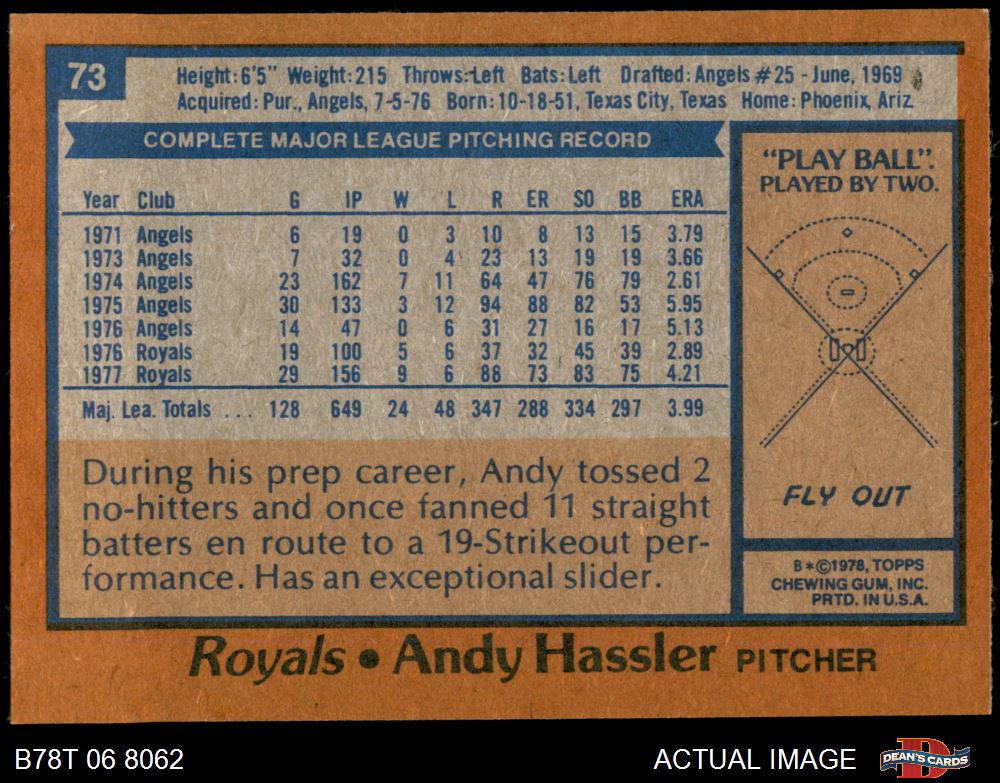 73
Height: 6'5" Weight: 215 Throws: Left Bats: Left Drafted: Angels #25 - June, 1969
Acquired: Pur., Angels, 7-5-76 Born: 10-18-51, Texas City, Texas Home: Phoenix, Ariz.
COMPLETE MAJOR LEAGUE PITCHING RECORD
Year Club G IP W L R ER SO BB ERA
1971 Angels 6 19 0 3 10 8 13 15 3.79
1973 Angels 7 32 0 4 23 13 19 19 3.66
1974 Angels 23 162 7 11 64 47 76 79 2.61
1975 Angels 30 133 3 12 94 88 82 53 5.95
1976 Angels 14 47 0 6 31 27 16 17 5.13
1976 Royals 19 100 5 6 37 32 45 39 2.89
1977 Royals 29 156 9 6 88 73 83 75 4.21
Maj. Lea. Totals ... 128 649 24 48 347 288 334 297 3.99
During his prep career, Andy tossed 2
no-hitters and once fanned 11 straight
batters en route to a 19-Strikeout per-
formance. Has an exceptional slider.
"PLAY BALL".
PLAYED BY TWO.
FLY OUT
B*©1978, TOPPS
CHEWING GUM, INC.
PRTD. IN U.S.A.
Royals • Andy Hassler PITCHER
B78T 06 8062
ACTUAL IMAGE
DEAN'S CARDS